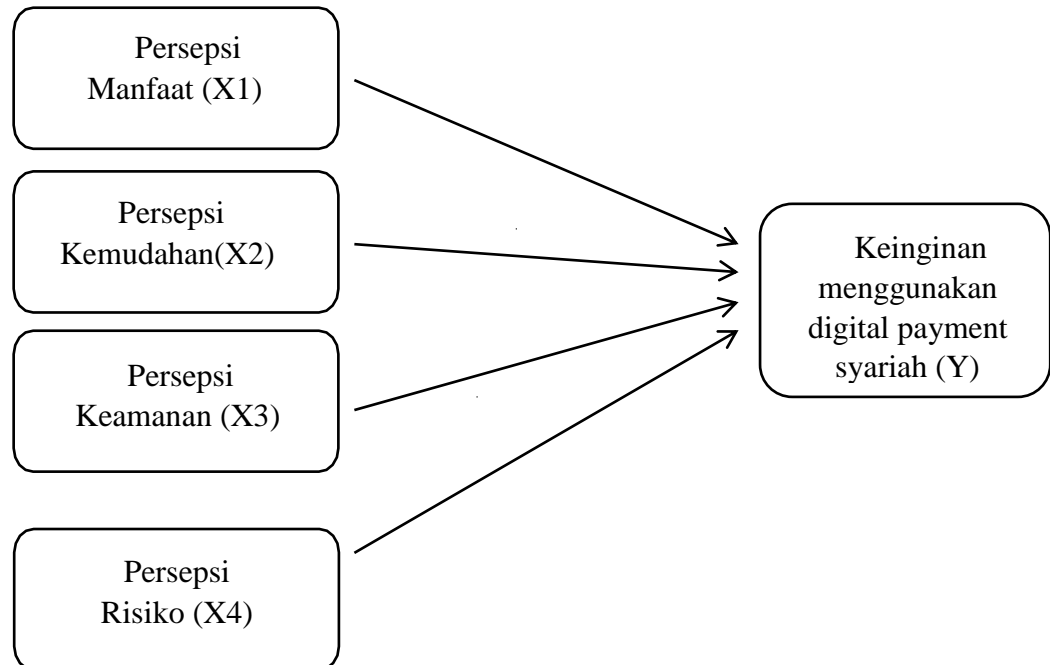 Persepsi
Manfaat (X1)
Persepsi
Kemudahan(X2)
Persepsi
Keamanan (X3)
Persepsi
Risiko (X4)
Keinginan
menggunakan
digital payment
syariah (Y)